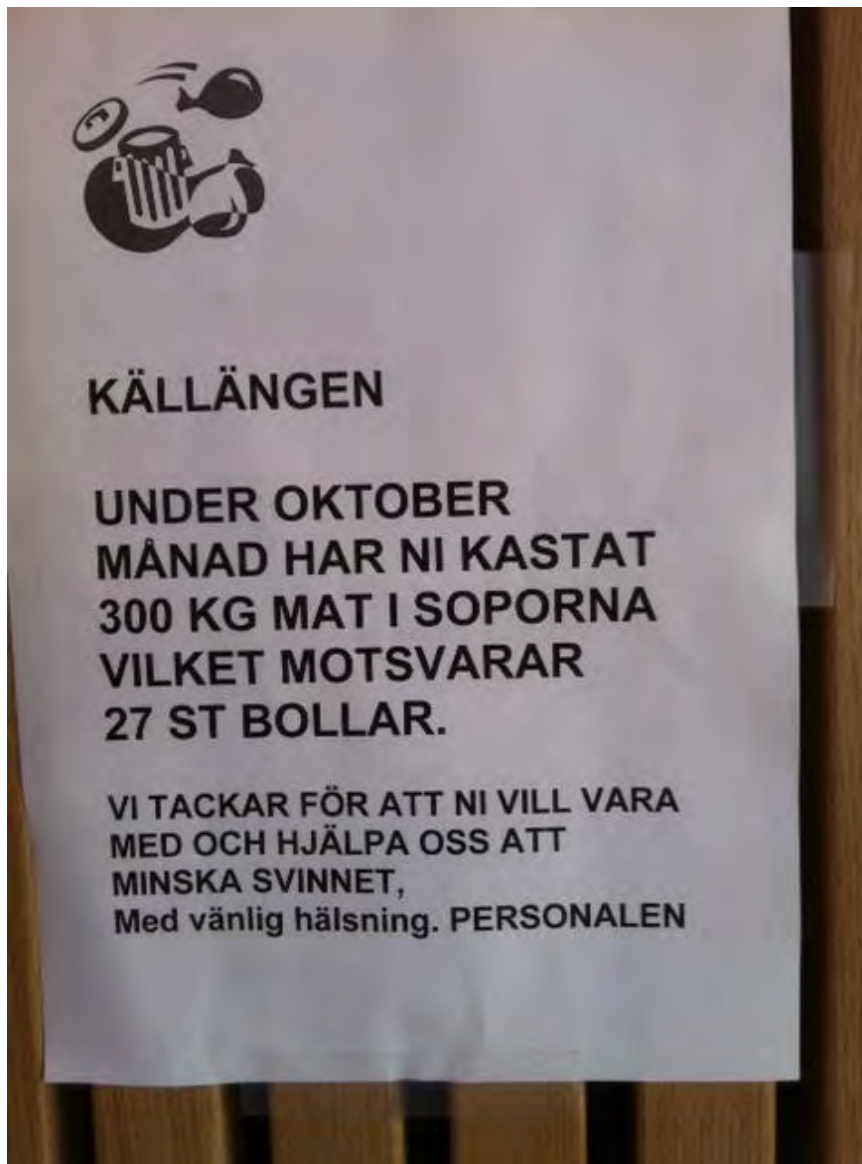 KÄLLÄNGEN
UNDER OKTOBER
MÅNAD HAR NI KASTAT
300 KG MAT I SOPORNA
VILKET MOTSVARAR
27 ST BOLLAR.
VI TACKAR FÖR ATT NI VILL VARA
MED OCH HJÄLPA OSS ATT
MINSKA SVINNET,
Med vänlig hälsning. PERSONALEN